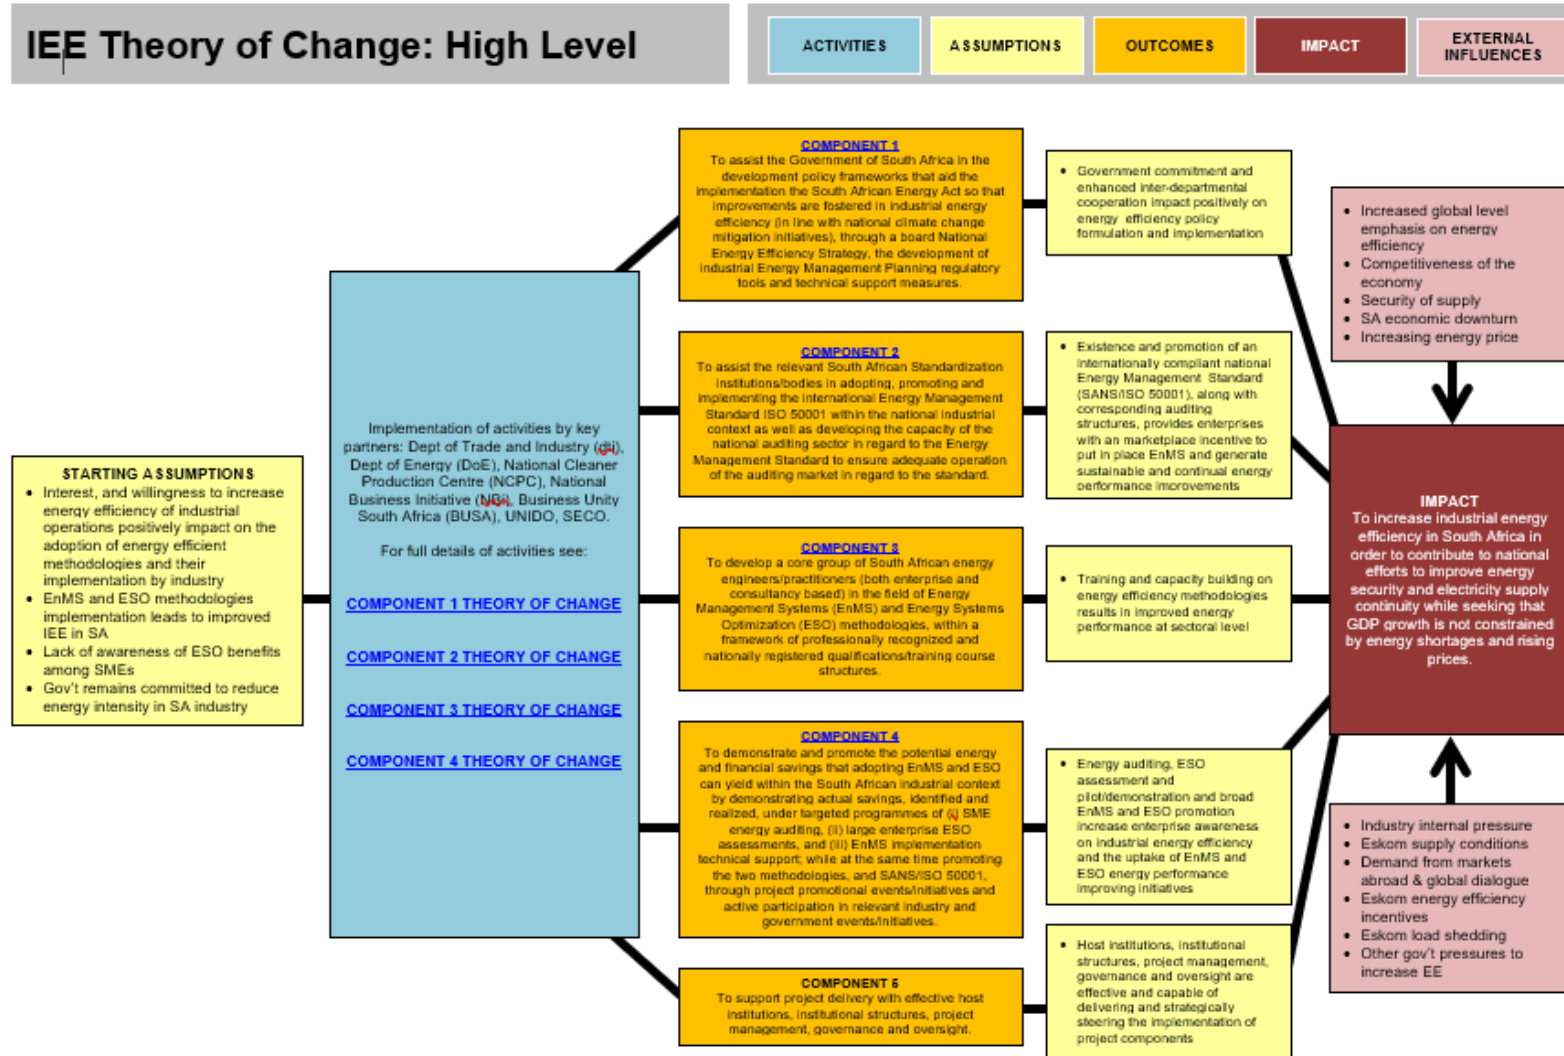 IEE Theory of Change: High Level
ACTIVITIES
ASSUMPTIONS
OUTCOMES
IMPACT
EXTERNAL
INFLUENCES
STARTING ASSUMPTIONS
• Interest, and willingness to increase
energy efficiency of industrial
operations positively impact on the
adoption of energy efficient
methodologies and their
implementation by industry
• EnMS and ESO methodologies
implementation leads to improved
IEE in SA
• Lack of awareness of ESO benefits
among SMEs
• Gov't remains committed to reduce
energy intensity in SA industry
Implementation of activities by key
partners: Dept of Trade and Industry (dti),
Dept of Energy (DoE), National Cleaner
Production Centre (NCPC), National
Business Initiative (NBi), Business Unity
South Africa (BUSA), UNIDO, SECO.
For full details of activities see:
COMPONENT 1 THEORY OF CHANGE
COMPONENT 2 THEORY OF CHANGE
COMPONENT 3 THEORY OF CHANGE
COMPONENT 4 THEORY OF CHANGE
COMPONENT 1
To assist the Government of South Africa in the
development policy frameworks that aid the
implementation the South African Energy Act so that
improvements are fostered in industrial energy
efficiency (in line with national climate change
mitigation initiatives), through a board National
Energy Efficiency Strategy, the development of
industrial Energy Management Planning regulatory
tools and technical support measures.
COMPONENT 2
To assist the relevant South African Standardization
institutions/bodies in adopting, promoting and
implementing the international Energy Management
Standard ISO 50001 within the national industrial
context as well as developing the capacity of the
national auditing sector in regard to the Energy
Management Standard to ensure adequate operation
of the auditing market in regard to the standard.
COMPONENT 3
To develop a core group of South African energy
engineers/practitioners (both enterprise and
consultancy based) in the field of Energy
Management Systems (EnMS) and Energy Systems
Optimization (ESO) methodologies, within a
framework of professionally recognized and
nationally registered qualifications/training course
structures.
COMPONENT 4
To demonstrate and promote the potential energy
and financial savings that adopting EnMS and ESO
can yield within the South African industrial context
by demonstrating actual savings, identified and
realized, under targeted programmes of (i) SME
energy auditing, (ii) large enterprise ESO
assessments, and (iii) EnMS implementation
technical support; while at the same time promoting
the two methodologies, and SANS/ISO 50001,
through project promotional events/initiatives and
active participation in relevant industry and
government events/initiatives.
COMPONENT 5
To support project delivery with effective host
institutions, institutional structures, project
management, governance and oversight.
• Government commitment and
enhanced inter-departmental
cooperation impact positively on
energy efficiency policy
formulation and implementation
• Existence and promotion of an
internationally compliant national
Energy Management Standard
(SANS/ISO 50001), along with
corresponding auditing
structures, provides enterprises
with an marketplace incentive to
put in place EnMS and generate
sustainable and continual energy
performance improvements
• Training and capacity building on
energy efficiency methodologies
results in improved energy
performance at sectoral level
• Energy auditing, ESO
assessment and
pilot/demonstration and broad
EnMS and ESO promotion
increase enterprise awareness
on industrial energy efficiency
and the uptake of EnMS and
ESO energy performance
improving initiatives
• Host institutions, institutional
structures, project management,
governance and oversight are
effective and capable of
delivering and strategically
steering the implementation of
project components
• Increased global level
emphasis on energy
efficiency
• Competitiveness of the
economy
• Security of supply
• SA economic downturn
• Increasing energy price
IMPACT
To increase industrial energy
efficiency in South Africa in
order to contribute to national
efforts to improve energy
security and electricity supply
continuity while seeking that
GDP growth is not constrained
by energy shortages and rising
prices.
• Industry internal pressure
• Eskom supply conditions
• Demand from markets
abroad & global dialogue
• Eskom energy efficiency
incentives
• Eskom load shedding
• Other gov't pressures to
increase EE